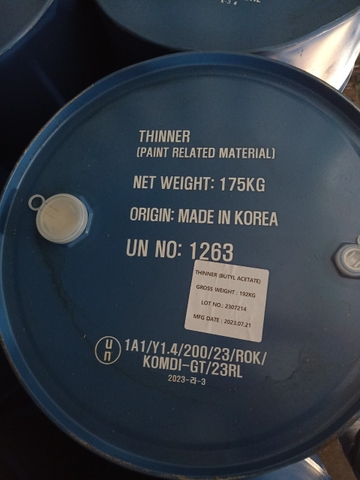 THINNER
(PAINT RELATED MATERIAL)
NET WEIGHT: 175KG
ORIGIN: MADE IN KOREA
UN NO: 1263
THINNER (BUTYL ACETATE)
GROSS WEIGHT : 192KG
LOT NO.: 2307214
MFG DATE : 2023.07.21
un
1A1/Y1.4/200/23/ROK/
KOMDI-GT/23RL
2023-라-3